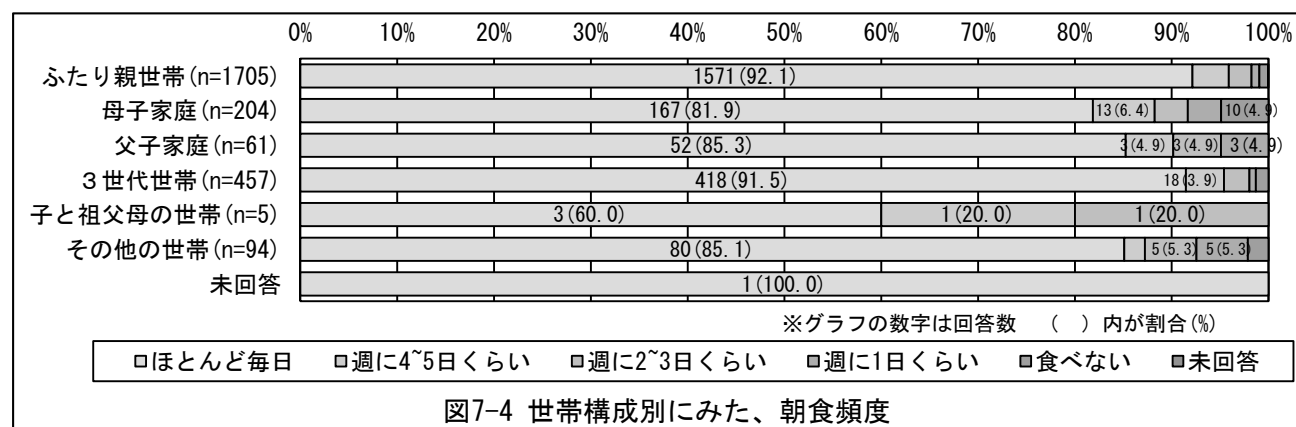 0% 10% 20% 30% 40% 50% 60% 70% 80% 90% 100%
ふたり親世帯(n=1705) 1571(92.1)
母子家庭(n=204) 167(81.9) 13(6.4) 10(4.9)
父子家庭(n=61) 52(85.3) 3(4.9) 3(4.9) 3(4.9)
3世代世帯(n=457) 418(91.5) 18(3.9)
子と祖父母の世帯(n=5) 3(60.0) 1(20.0) 1(20.0)
その他の世帯(n=94) 80(85.1) 5(5.3) 5(5.3)
未回答 1(100.0)
※グラフの数字は回答数 ( )内が割合(%)
ほとんど毎日 週に4~5日くらい 週に2~3日くらい 週に1日くらい 食べない 未回答
図7-4 世帯構成別にみた、朝食頻度